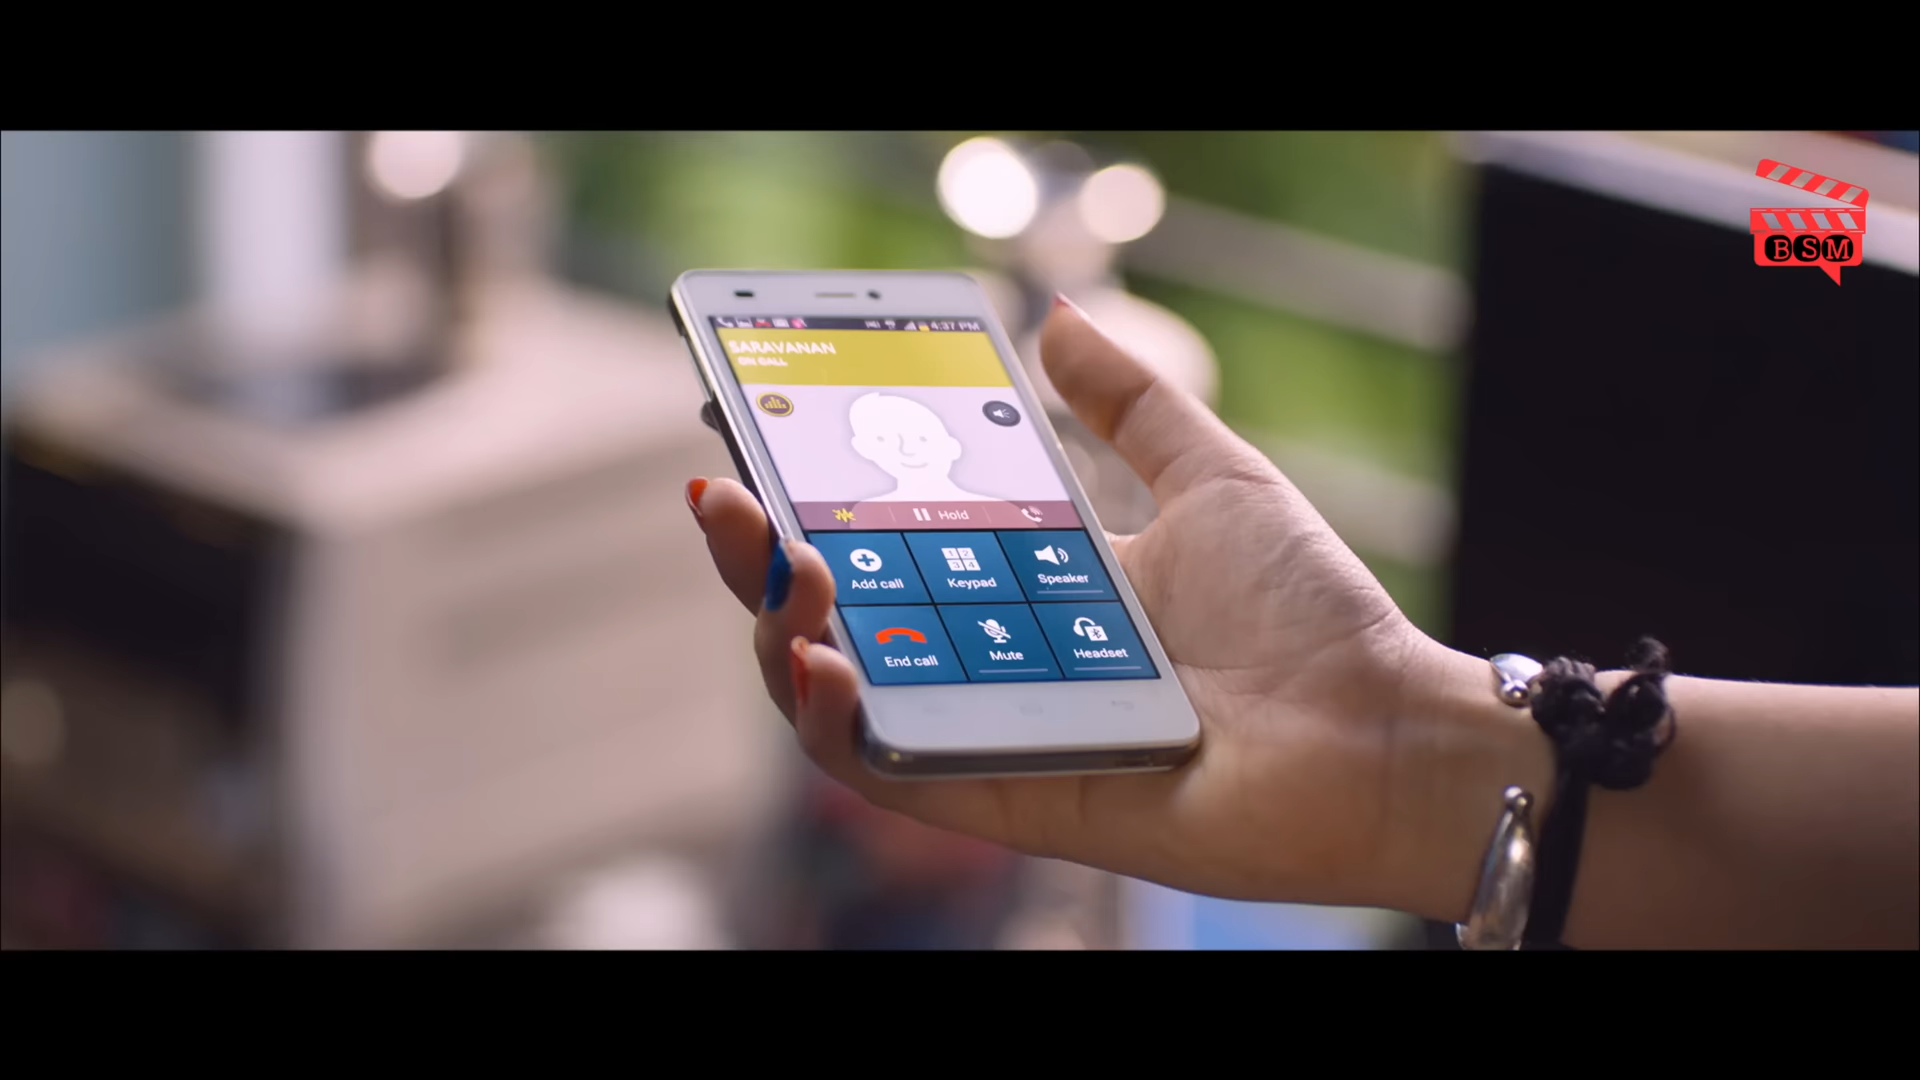 BSM
4:37 PM
SARAVANAN
ON CALL
Hold
Add call
Keypad
Speaker
End call
Mute
Headset